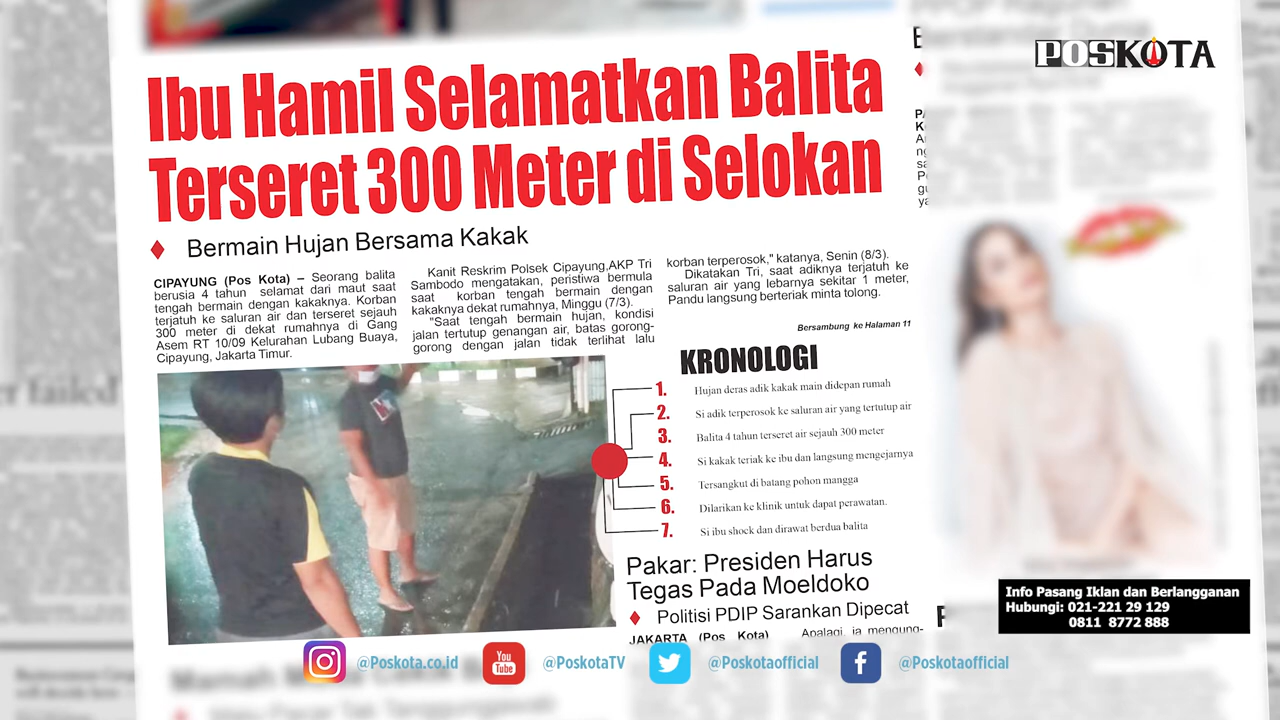 POSKOTA
Ibu Hamil Selamatkan Balita
Terseret 300 Meter di Selokan
Bermain Hujan Bersama Kakak
CIPAYUNG (Pos Kota) – Seorang balita
berusia 4 tahun selamat dari maut saat
tengah bermain dengan kakaknya. Korban
terjatuh ke saluran air dan terseret sejauh
300 meter di dekat rumahnya di Gang
Asem RT 10/09 Kelurahan Lubang Buaya,
Cipayung, Jakarta Timur.
Kanit Reskrim Polsek Cipayung,AKP Tri
Sambodo mengatakan, peristiwa bermula
saat korban tengah bermain dengan
kakaknya dekat rumahnya, Minggu (7/3).
"Saat tengah bermain hujan, kondisi
jalan tertutup genangan air, batas gorong-
gorong dengan jalan tidak terlihat lalu
korban terperosok," katanya, Senin (8/3).
Dikatakan Tri, saat adiknya terjatuh ke
saluran air yang lebarnya sekitar 1 meter,
Pandu langsung berteriak minta tolong.
Bersambung ke Halaman 11
KRONOLOGI
1. Hujan deras adik kakak main didepan rumah
2. Si adik terperosok ke saluran air yang tertutup air
3. Balita 4 tahun terseret air sejauh 300 meter
4. Si kakak teriak ke ibu dan langsung mengejarnya
5. Tersangkut di batang pohon mangga
6. Dilarikan ke klinik untuk dapat perawatan.
7. Si ibu shock dan dirawat berdua balita
Pakar: Presiden Harus
Tegas Pada Moeldoko
Politisi PDIP Sarankan Dipecat
JAKARTA (Pos Kota)
Apalagi, ia mengung-
Info Pasang Iklan dan Berlangganan
Hubungi: 021-221 29 129
0811 8772 888
@Poskota.co.id
You
Tube
@PoskotaTV
@Poskotaofficial
@Poskotaofficial